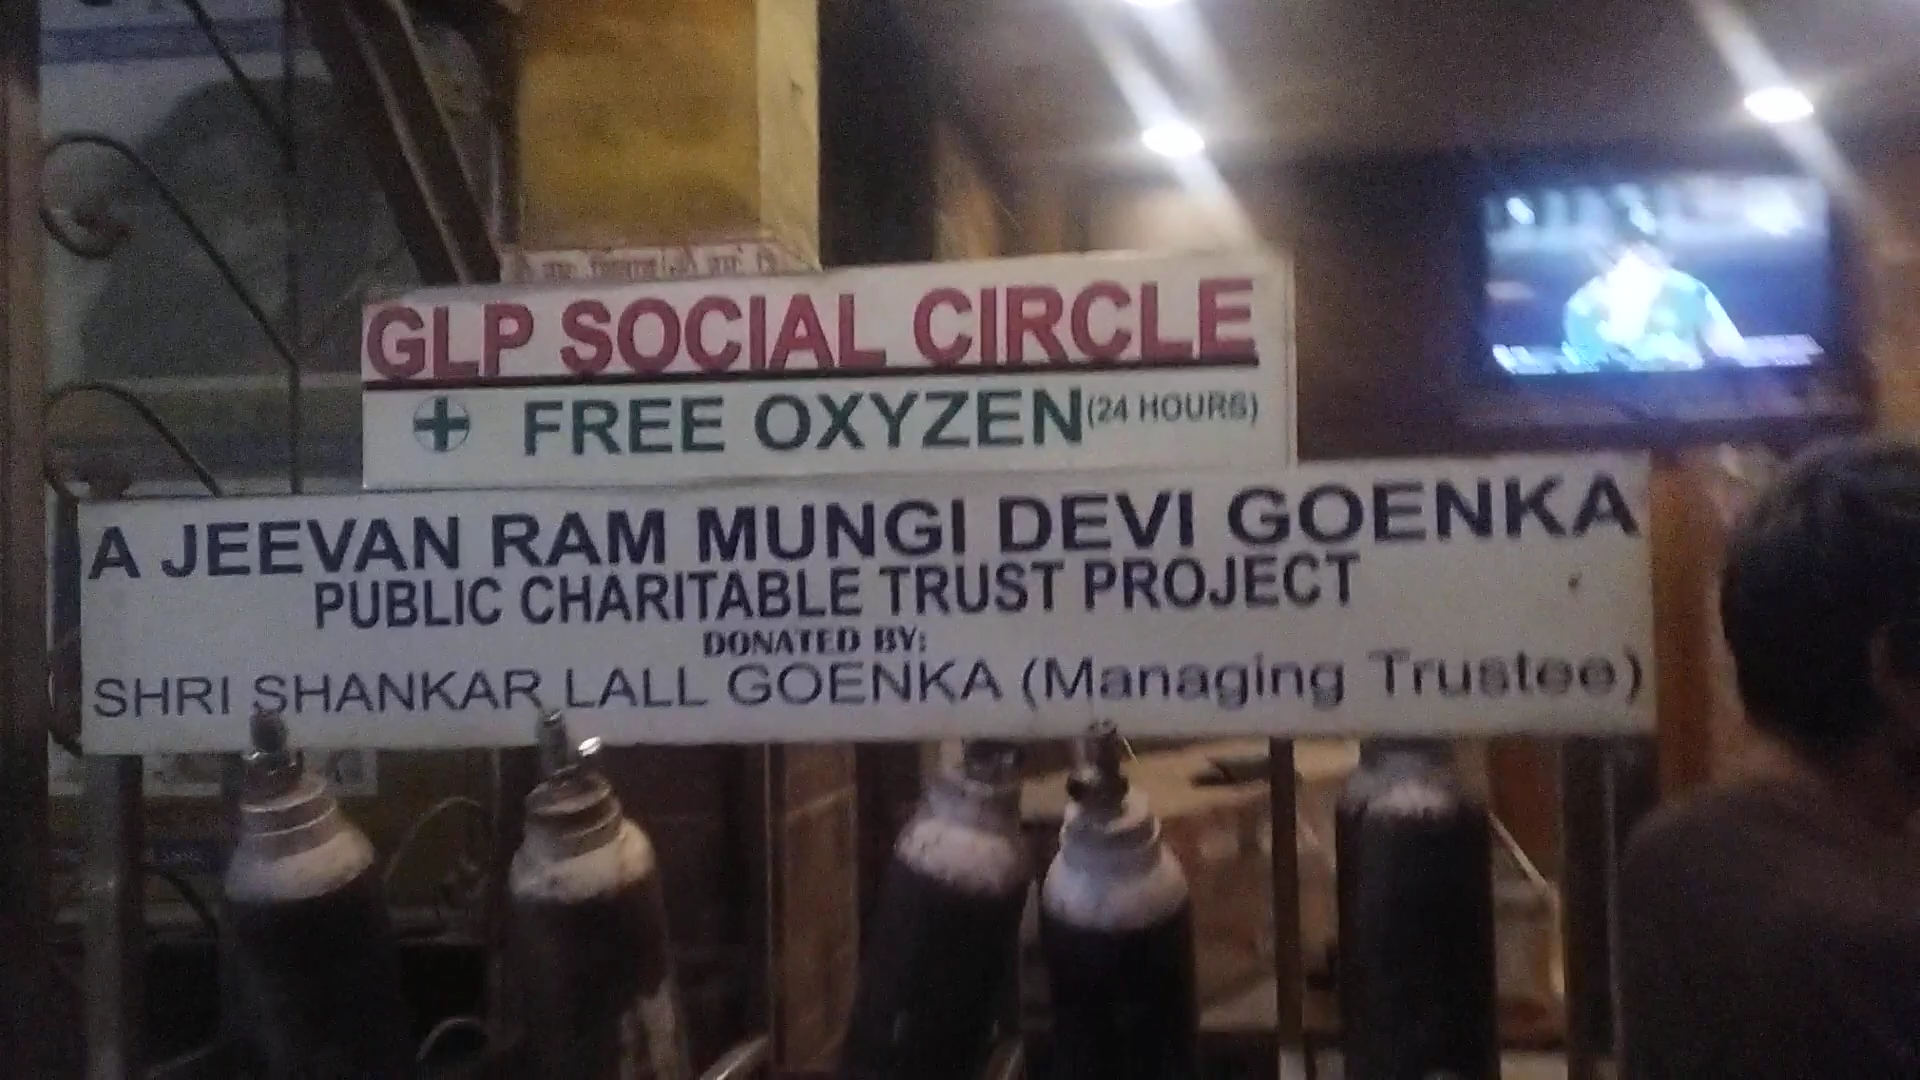 GLP SOCIAL CIRCLE
FREE OXYZEN (24 HOURS)
A JEEVAN RAM MUNGI DEVI GOENKA
PUBLIC CHARITABLE TRUST PROJECT
DONATED BY:
SHRI SHANKAR LALL GOENKA (Managing Trustee)